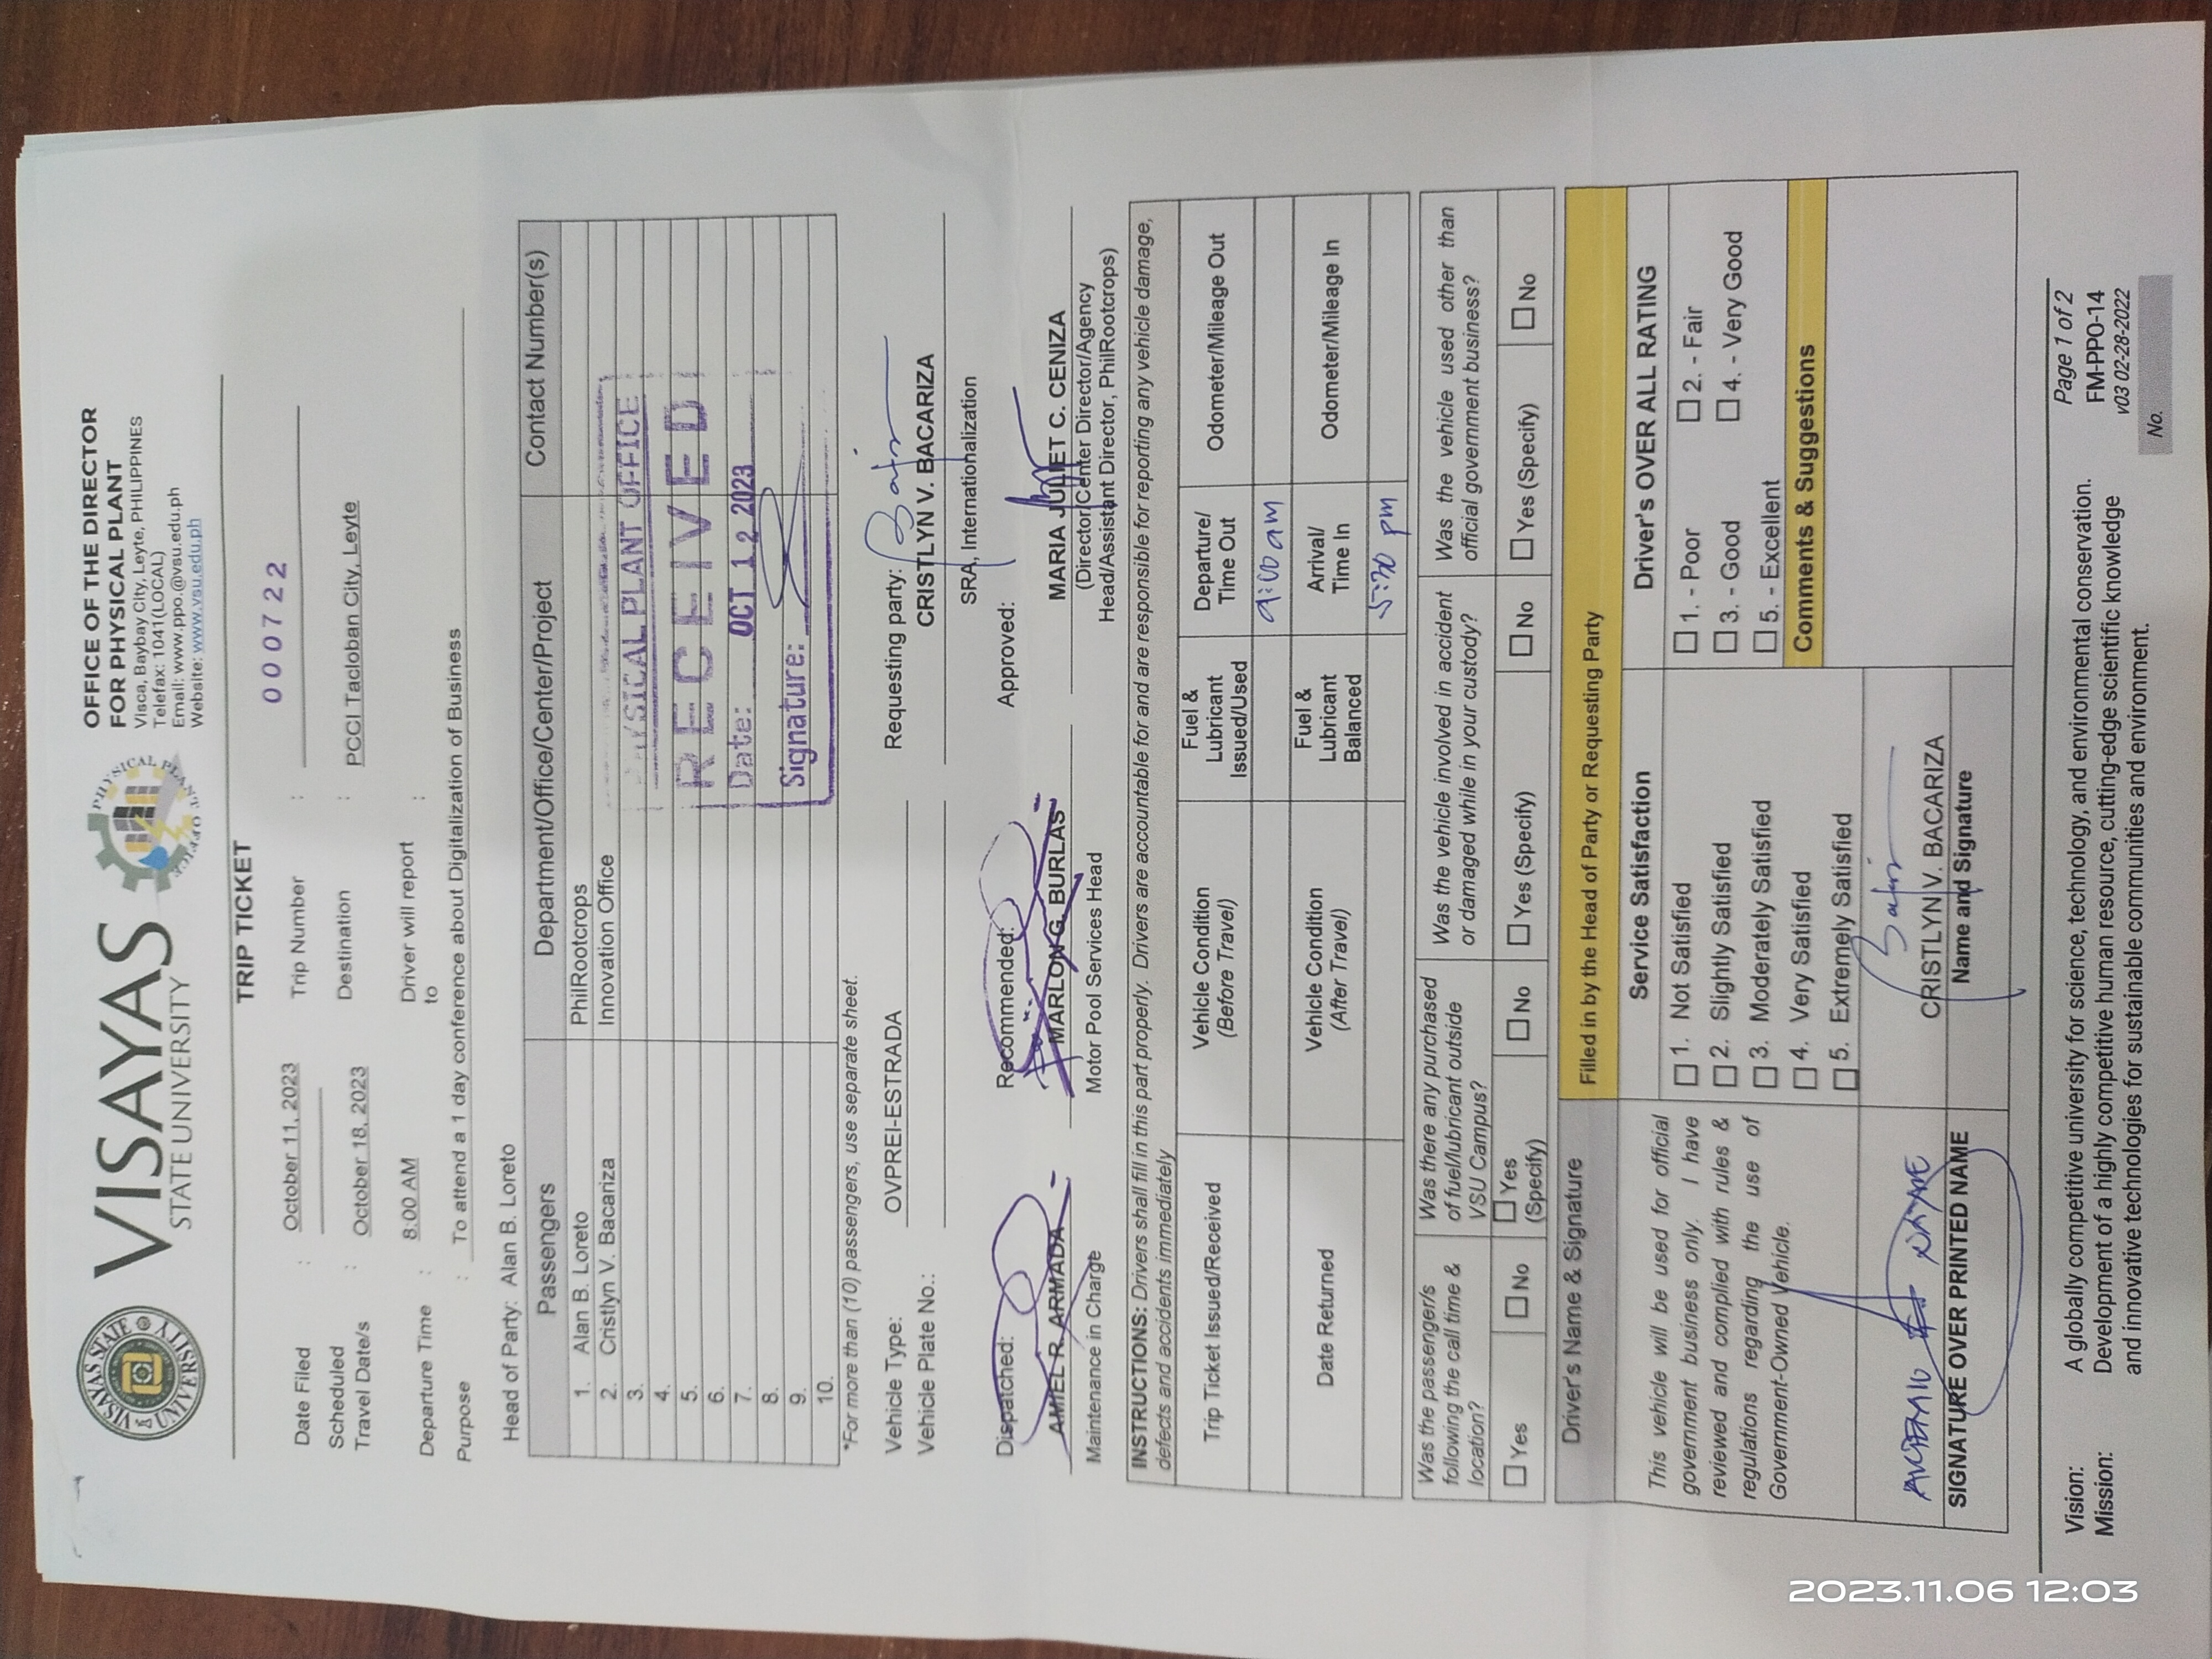 VISAYAS
STATE UNIVERSITY
VISAYAS STATE UNIVERSITY
PHYSICAL PLANT OFFICE
OFFICE OF THE DIRECTOR
FOR PHYSICAL PLANT
Visca, Baybay City, Leyte, PHILIPPINES
Telefax: 1041(LOCAL)
Email: www.ppo.@vsu.edu.ph
Website: www.vsu.edu.ph
TRIP TICKET
Date Filed : October 11, 2023 Trip Number : 000722
Scheduled
Travel Date/s : October 18, 2023 Destination : PCCI Tacloban City, Leyte
Departure Time : 8:00 AM Driver will report to :
Purpose : To attend a 1 day conference about Digitalization of Business
Head of Party: Alan B. Loreto
Passengers Department/Office/Center/Project Contact Number(s)
1. Alan B. Loreto PhilRootcrops
2. Cristlyn V. Bacariza Innovation Office
3.
4.
5.
6.
7.
8.
9.
10.
PHYSICAL PLANT OFFICE
RECEIVED
Date: OCT 12 2023
Signature:
*For more than (10) passengers, use separate sheet.
Vehicle Type: OVPREI-ESTRADA Requesting party:
Vehicle Plate No.: CRISTLYN V. BACARIZA
SRA, Internationalization
Dispatched: Recommended: Approved:
AMIEL R. ARMADA MARLON G. BURLAS MARIA JULIET C. CENIZA
Maintenance in Charge Motor Pool Services Head (Director/Center Director/Agency
Head/Assistant Director, PhilRootcrops)
INSTRUCTIONS: Drivers shall fill in this part properly. Drivers are accountable for and are responsible for reporting any vehicle damage,
defects and accidents immediately
Trip Ticket Issued/Received Vehicle Condition (Before Travel) Fuel & Lubricant Issued/Used Departure/ Time Out Odometer/Mileage Out
9:00 am
Date Returned Vehicle Condition (After Travel) Fuel & Lubricant Balanced Arrival/ Time In Odometer/Mileage In
5:30 pm
Was the passenger/s following the call time & location? Was there any purchased of fuel/lubricant outside VSU Campus? Was the vehicle involved in accident or damaged while in your custody? Was the vehicle used other than official government business?
☐ Yes ☐ No ☐ Yes (Specify) ☐ No ☐ Yes (Specify) ☐ No ☐ Yes (Specify) ☐ No
Driver's Name & Signature Filled in by the Head of Party or Requesting Party
This vehicle will be used for official
government business only. I have
reviewed and complied with rules &
regulations regarding the use of
Government-Owned Vehicle.
SIGNATURE OVER PRINTED NAME
Service Satisfaction
☐ 1. Not Satisfied
☐ 2. Slightly Satisfied
☐ 3. Moderately Satisfied
☐ 4. Very Satisfied
☐ 5. Extremely Satisfied
CRISTLYN V. BACARIZA
Name and Signature
Driver's OVER ALL RATING
☐ 1. - Poor ☐ 2. - Fair
☐ 3. - Good ☐ 4. - Very Good
☐ 5. - Excellent
Comments & Suggestions
Vision: A globally competitive university for science, technology, and environmental conservation.
Mission: Development of a highly competitive human resource, cutting-edge scientific knowledge
and innovative technologies for sustainable communities and environment.
Page 1 of 2
FM-PPO-14
v03 02-28-2022
No.
2023.11.06 12:03